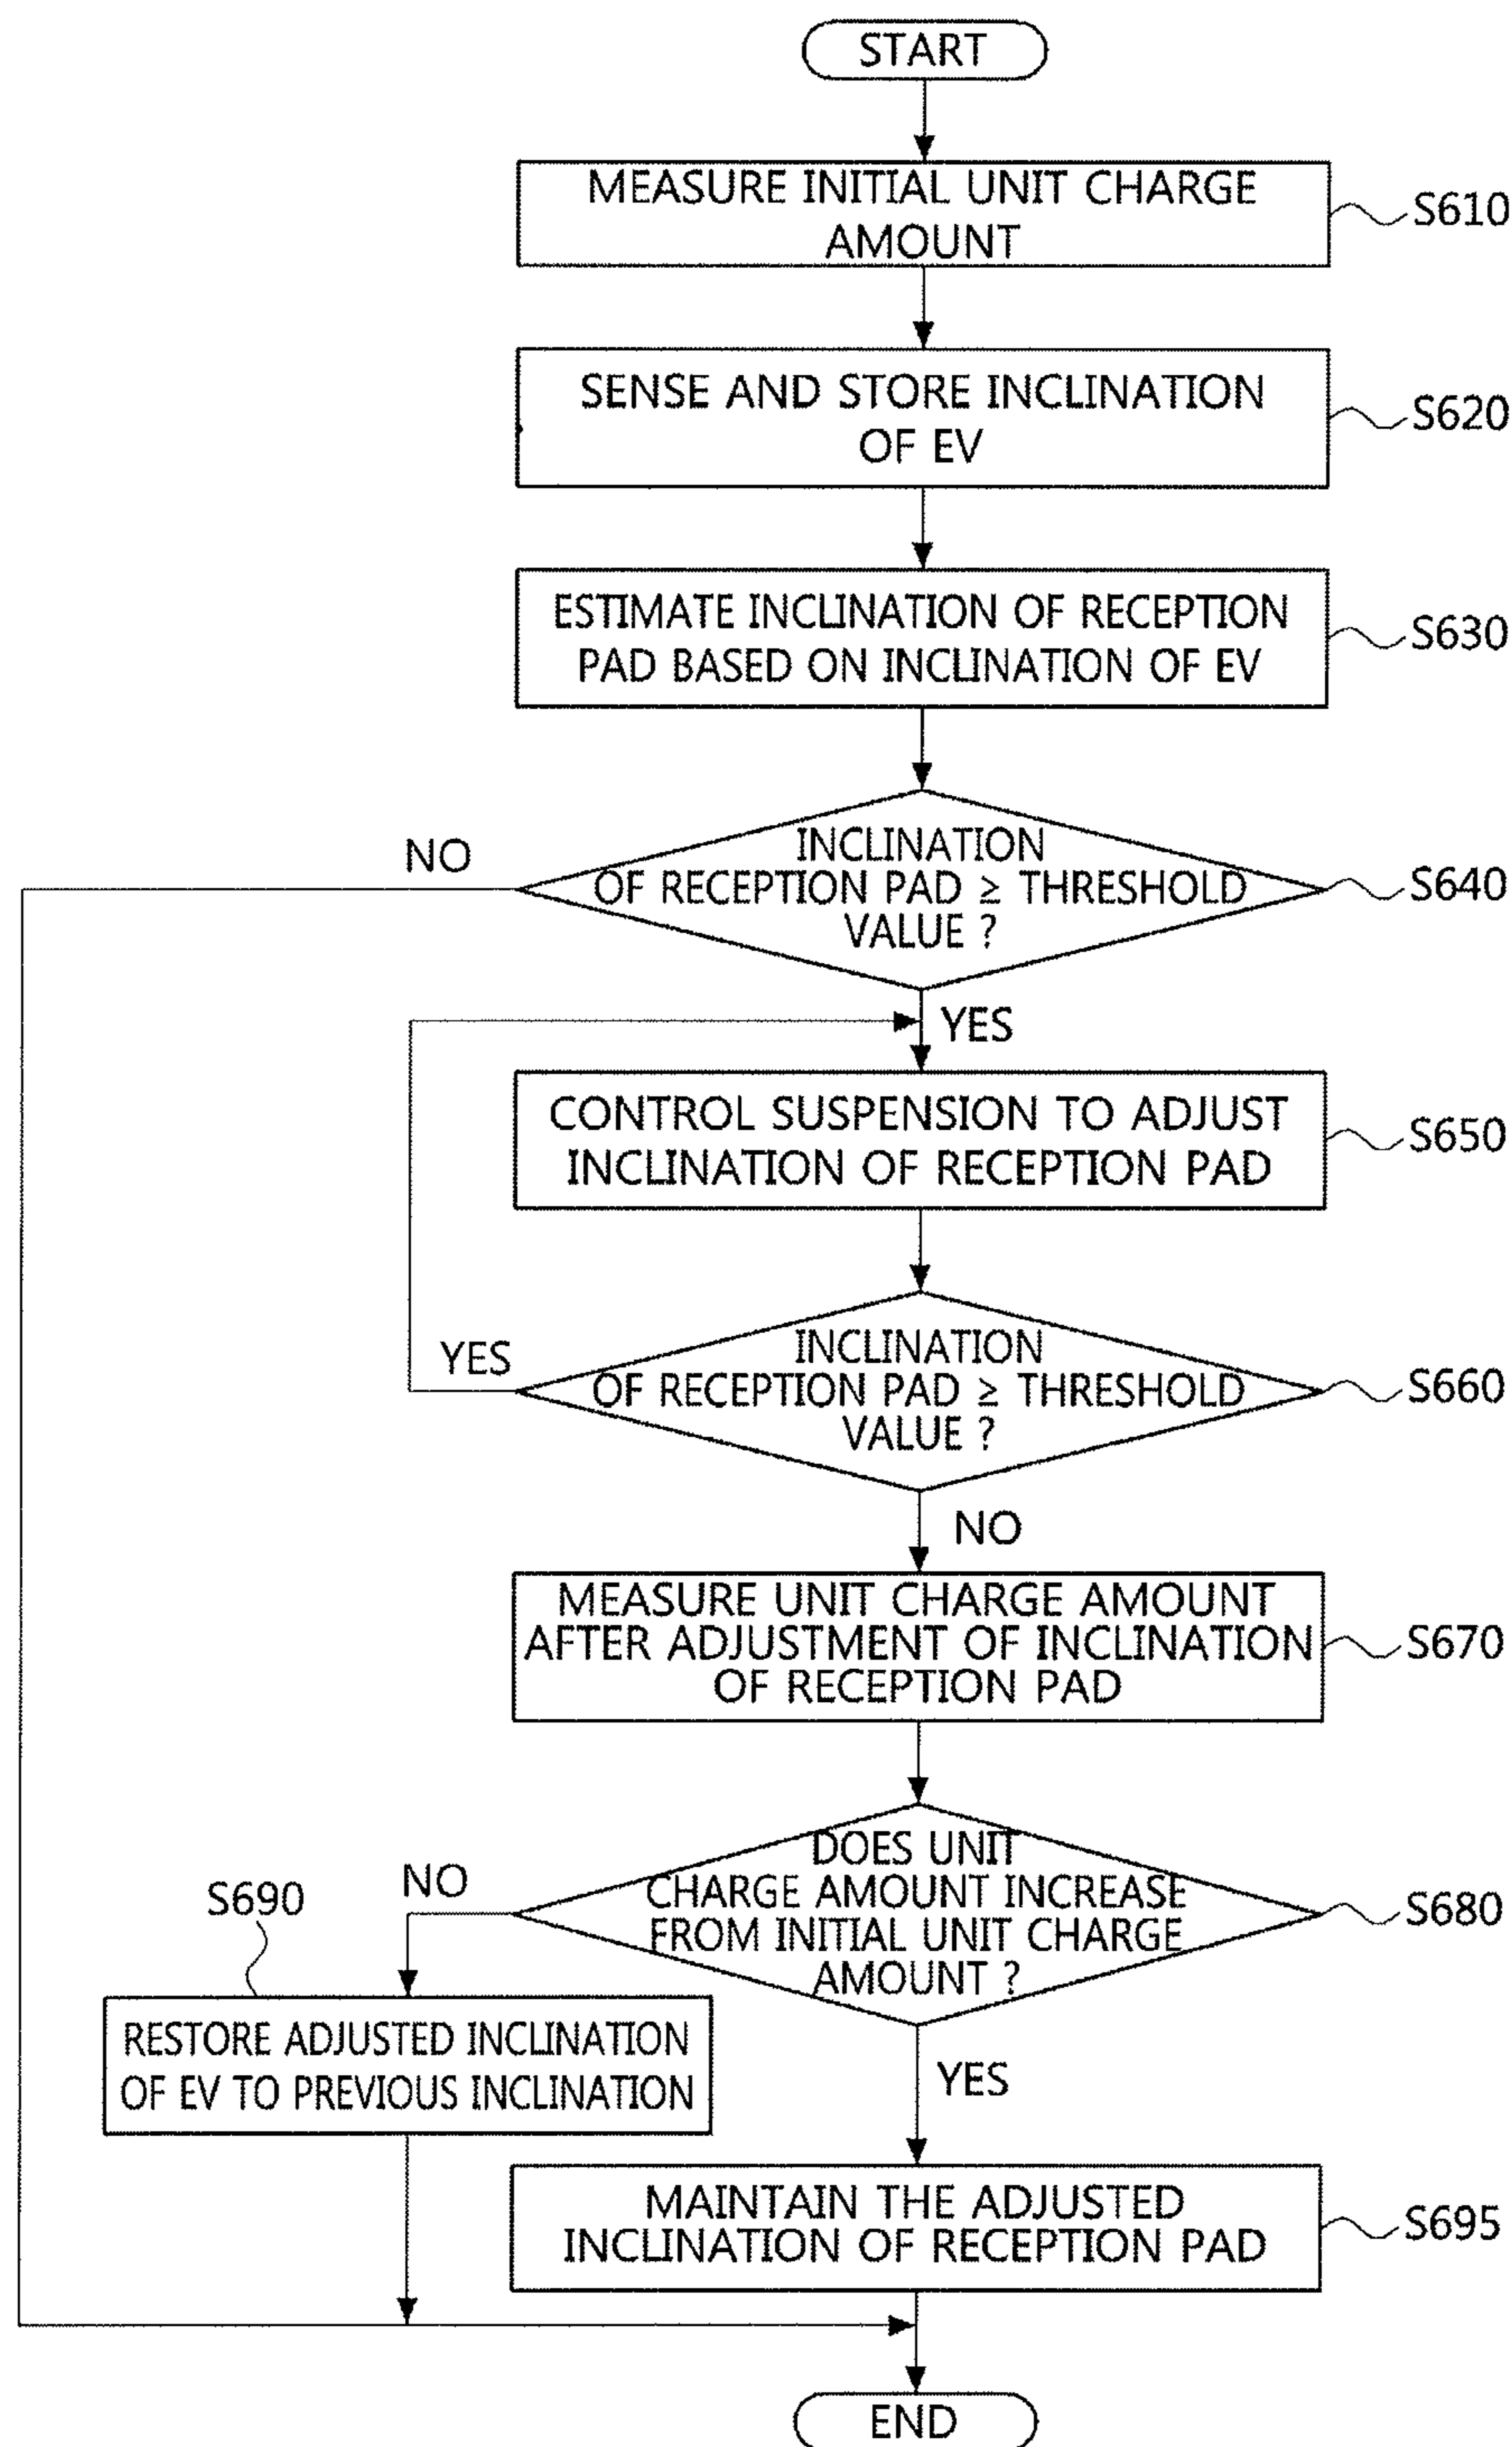 START
MEASURE INITIAL UNIT CHARGE
AMOUNT
S610
SENSE AND STORE INCLINATION
OF EV
S620
ESTIMATE INCLINATION OF RECEPTION
PAD BASED ON INCLINATION OF EV
S630
NO
INCLINATION
OF RECEPTION PAD ≥ THRESHOLD
VALUE ?
S640
YES
CONTROL SUSPENSION TO ADJUST
INCLINATION OF RECEPTION PAD
S650
YES
INCLINATION
OF RECEPTION PAD ≥ THRESHOLD
VALUE ?
S660
NO
MEASURE UNIT CHARGE AMOUNT
AFTER ADJUSTMENT OF INCLINATION
OF RECEPTION PAD
S670
DOES UNIT
CHARGE AMOUNT INCREASE
FROM INITIAL UNIT CHARGE
AMOUNT ?
S680
NO
S690
RESTORE ADJUSTED INCLINATION
OF EV TO PREVIOUS INCLINATION
YES
MAINTAIN THE ADJUSTED
INCLINATION OF RECEPTION PAD
S695
END